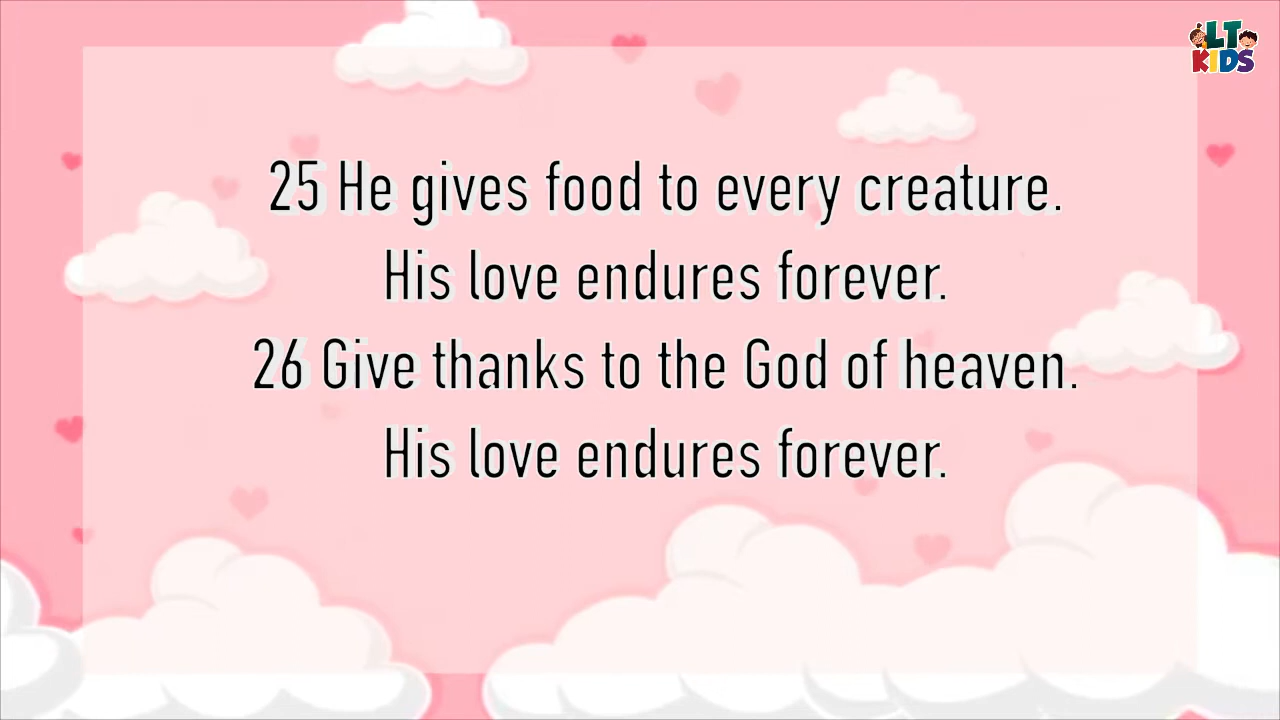 LT
KIDS
25 He gives food to every creature.
His love endures forever.
26 Give thanks to the God of heaven.
His love endures forever.